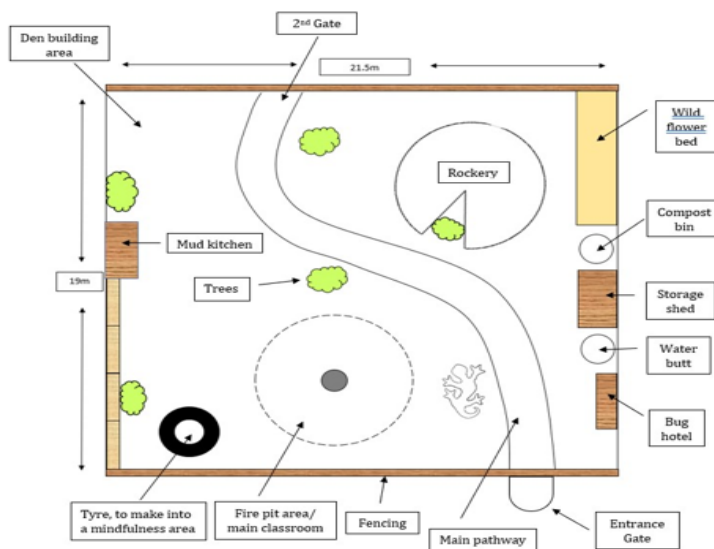 2nd Gate
Den building
area
21.5m
Wild
flower
bed
Rockery
Compost
bin
Mud kitchen
19m
Trees
Storage
shed
Water
butt
Bug
hotel
Tyre, to make into
a mindfulness area
Fire pit area/
main classroom
Fencing
Main pathway
Entrance
Gate